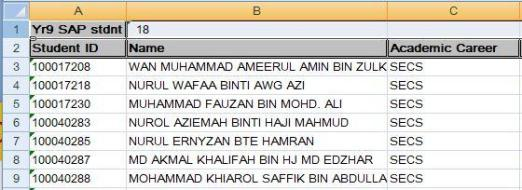 A B C
1 Yr9 SAP stdnt 18
2 Student ID Name Academic Career
3 100017208 WAN MUHAMMAD AMEERUL AMIN BIN ZULK SECS
4 100017218 NURUL WAFAA BINTI AWG AZI SECS
5 100017230 MUHAMMAD FAUZAN BIN MOHD. ALI SECS
6 100040283 NUROL AZIEMAH BINTI HAJI MAHMUD SECS
7 100040285 NURUL ERNYZAN BTE HAMRAN SECS
8 100040287 MD AKMAL KHALIFAH BIN HJ MD EDZHAR SECS
9 100040288 MOHAMMAD KHIAROL SAFFIK BIN ABDULLA SECS